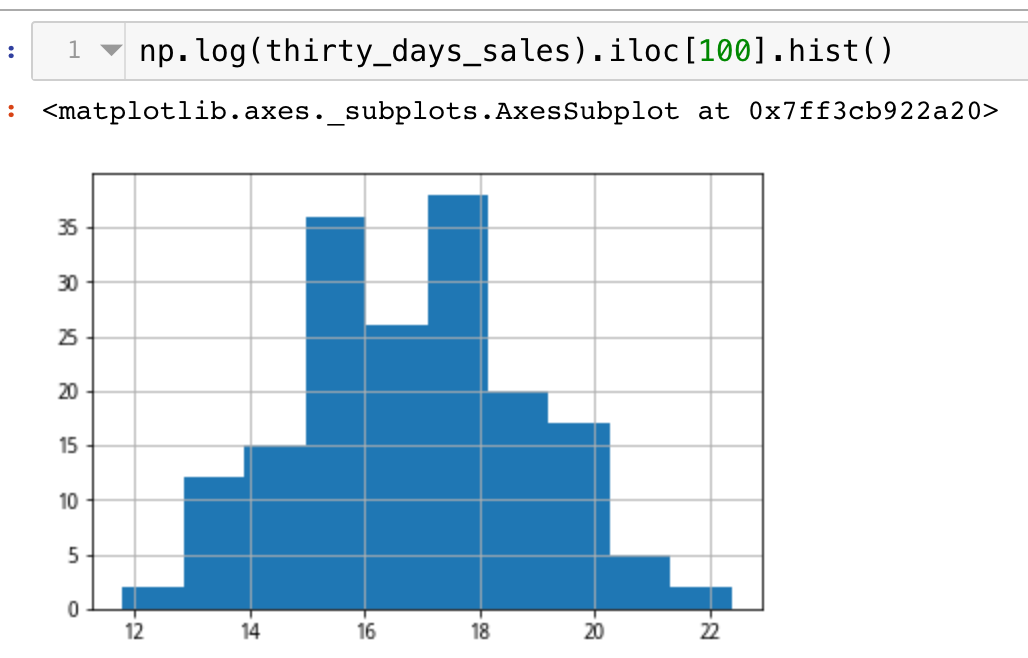 : 1 np.log(thirty_days_sales).iloc[100].hist()
: <matplotlib.axes._subplots.AxesSubplot at 0x7ff3cb922a20>
35
30
25
20
15
10
5
0
12 14 16 18 20 22